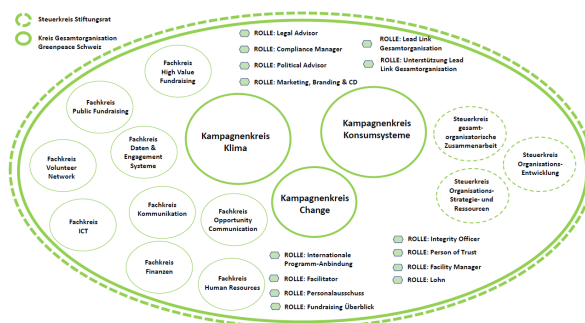 Steuerkreis Stiftungsrat
Kreis Gesamtorganisation
Greenpeace Schweiz
ROLLE: Legal Advisor
ROLLE: Compliance Manager
ROLLE: Political Advisor
ROLLE: Marketing, Branding & CD
ROLLE: Lead Link
Gesamtorganisation
ROLLE: Unterstützung Lead
Link Gesamtorganisation
Fachkreis
High Value
Fundraising
Fachkreis
Public Fundraising
Fachkreis
Daten &
Engagement
Systeme
Kampagnenkreis
Klima
Kampagnenkreis
Konsumsysteme
Steuerkreis
gesamt-
organisatorische
Zusammenarbeit
Steuerkreis
Organisations-
Entwicklung
Fachkreis
Volunteer
Network
Kampagnenkreis
Change
Steuerkreis
Organisations-
Strategie- und
Ressourcen
Fachkreis
Kommunikation
Fachkreis
Opportunity
Communication
Fachkreis
ICT
Fachkreis
Finanzen
Fachkreis
Human Resources
ROLLE: Internationale
Programm-Anbindung
ROLLE: Facilitator
ROLLE: Personalausschuss
ROLLE: Fundraising Überblick
ROLLE: Integrity Officer
ROLLE: Person of Trust
ROLLE: Facility Manager
ROLLE: Lohn